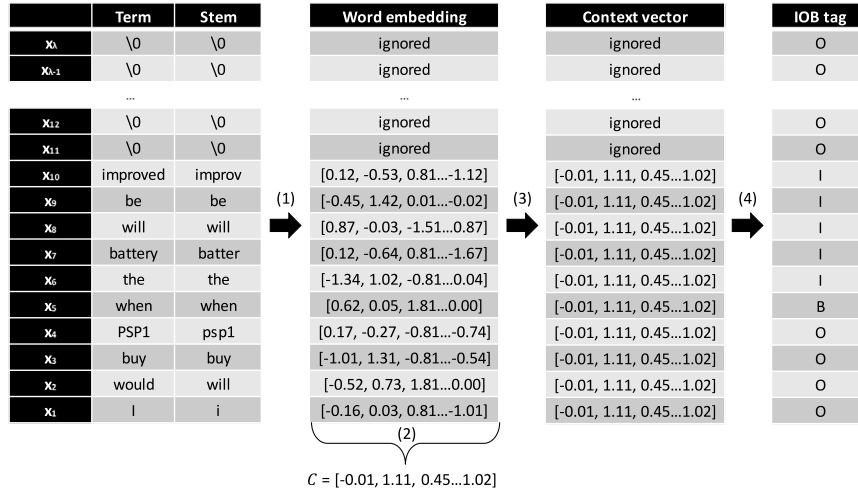 Term Stem Word embedding Context vector IOB tag
xλ \0 \0 ignored ignored O
xλ-1 \0 \0 ignored ignored O
... ... ...
x12 \0 \0 ignored ignored O
x11 \0 \0 ignored ignored O
x10 improved improv [0.12, -0.53, 0.81...-1.12] [-0.01, 1.11, 0.45...1.02] I
(1) (3) (4)
x9 be be [-0.45, 1.42, 0.01...-0.02] [-0.01, 1.11, 0.45...1.02] I
x8 will will [0.87, -0.03, -1.51...0.87] [-0.01, 1.11, 0.45...1.02] I
x7 battery batter [0.12, -0.64, 0.81...-1.67] [-0.01, 1.11, 0.45...1.02] I
x6 the the [-1.34, 1.02, -0.81...0.04] [-0.01, 1.11, 0.45...1.02] I
x5 when when [0.62, 0.05, 1.81...0.00] [-0.01, 1.11, 0.45...1.02] B
x4 PSP1 psp1 [0.17, -0.27, -0.81...-0.74] [-0.01, 1.11, 0.45...1.02] O
x3 buy buy [-1.01, 1.31, -0.81...-0.54] [-0.01, 1.11, 0.45...1.02] O
x2 would will [-0.52, 0.73, 1.81...0.00] [-0.01, 1.11, 0.45...1.02] O
x1 I i [-0.16, 0.03, 0.81...-1.01] [-0.01, 1.11, 0.45...1.02] O
(2)
C = [-0.01, 1.11, 0.45...1.02]